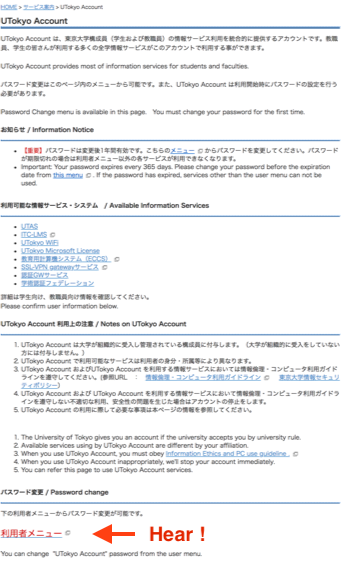 HOME > サービス案内 > UTokyo Account
UTokyo Account
UTokyo Account は、東京大学構成員（学生および教職員）の情報サービス利用を統合的に提供するアカウントです。教職
員、学生の皆さんが利用する多くの全学情報サービスがこのアカウントで利用する事ができます。
UTokyo Account provides most of information services for students and faculties.
パスワード変更はこのページ内のメニューから可能です。また、UTokyo Account は利用開始時にパスワードの設定を行う
必要があります。
Password Change menu is available in this page. You must change your password for the first time.
お知らせ / Information Notice
【重要】パスワードは変更後1年間有効です。こちらのメニュー からパスワードを変更してください。パスワード
が期限切れの場合は利用者メニュー以外の各サービスが利用できなくなります。
Important: Your password expires every 365 days. Please change your password before the expiration
date from this menu . If the password has expired, services other than the user menu can not be
used.
利用可能な情報サービス・システム / Available Information Services
UTAS
ITC-LMS
UTokyo WiFi
UTokyo Microsoft License
教育用計算機システム（ECCS）
SSL-VPN gatewayサービス
認証GWサービス
学術認証フェデレーション
詳細は学生向け、教職員向け情報を確認してください。
Please confirm user information below.
UTokyo Account 利用上の注意 / Notes on UTokyo Account
1. UTokyo Account は大学が組織的に受入し管理されている構成員に付与します。（大学が組織的に受入をしていない
方には付与しません。）
2. UTokyo Account で利用可能なサービスは利用者の身分・所属等により異なります。
3. UTokyo Account およびUTokyo Account を利用する各サービスにおいては情報倫理・コンピュータ利用ガイド
ラインを遵守してください。(参照URL ： 情報倫理・コンピュータ利用ガイドライン 東京大学情報セキュリ
ティポリシー)
4. UTokyo Account および UTokyo Account を利用する各サービスにおいて情報倫理・コンピュータ利用ガイドラ
インを遵守しない不適切な利用、安全性の問題を生じた場合はアカウントの停止をします。
5. UTokyo Account の利用に際して必要な事項は本ページの情報を参照してください。
1. The University of Tokyo gives you an account if the university accepts you by university rule.
2. Available services using by UTokyo Account are different by your affiliation.
3. When you use UTokyo Account, you must obey Information Ethics and PC use guideline .
4. When you use UTokyo Account inappropriately, we'll stop your account immediately.
5. You can refer this page to use UTokyo Account services.
パスワード変更 / Password change
下の利用者メニューからパスワード変更が可能です。
利用者メニュー Hear！
You can change "UTokyo Account" password from the user menu.